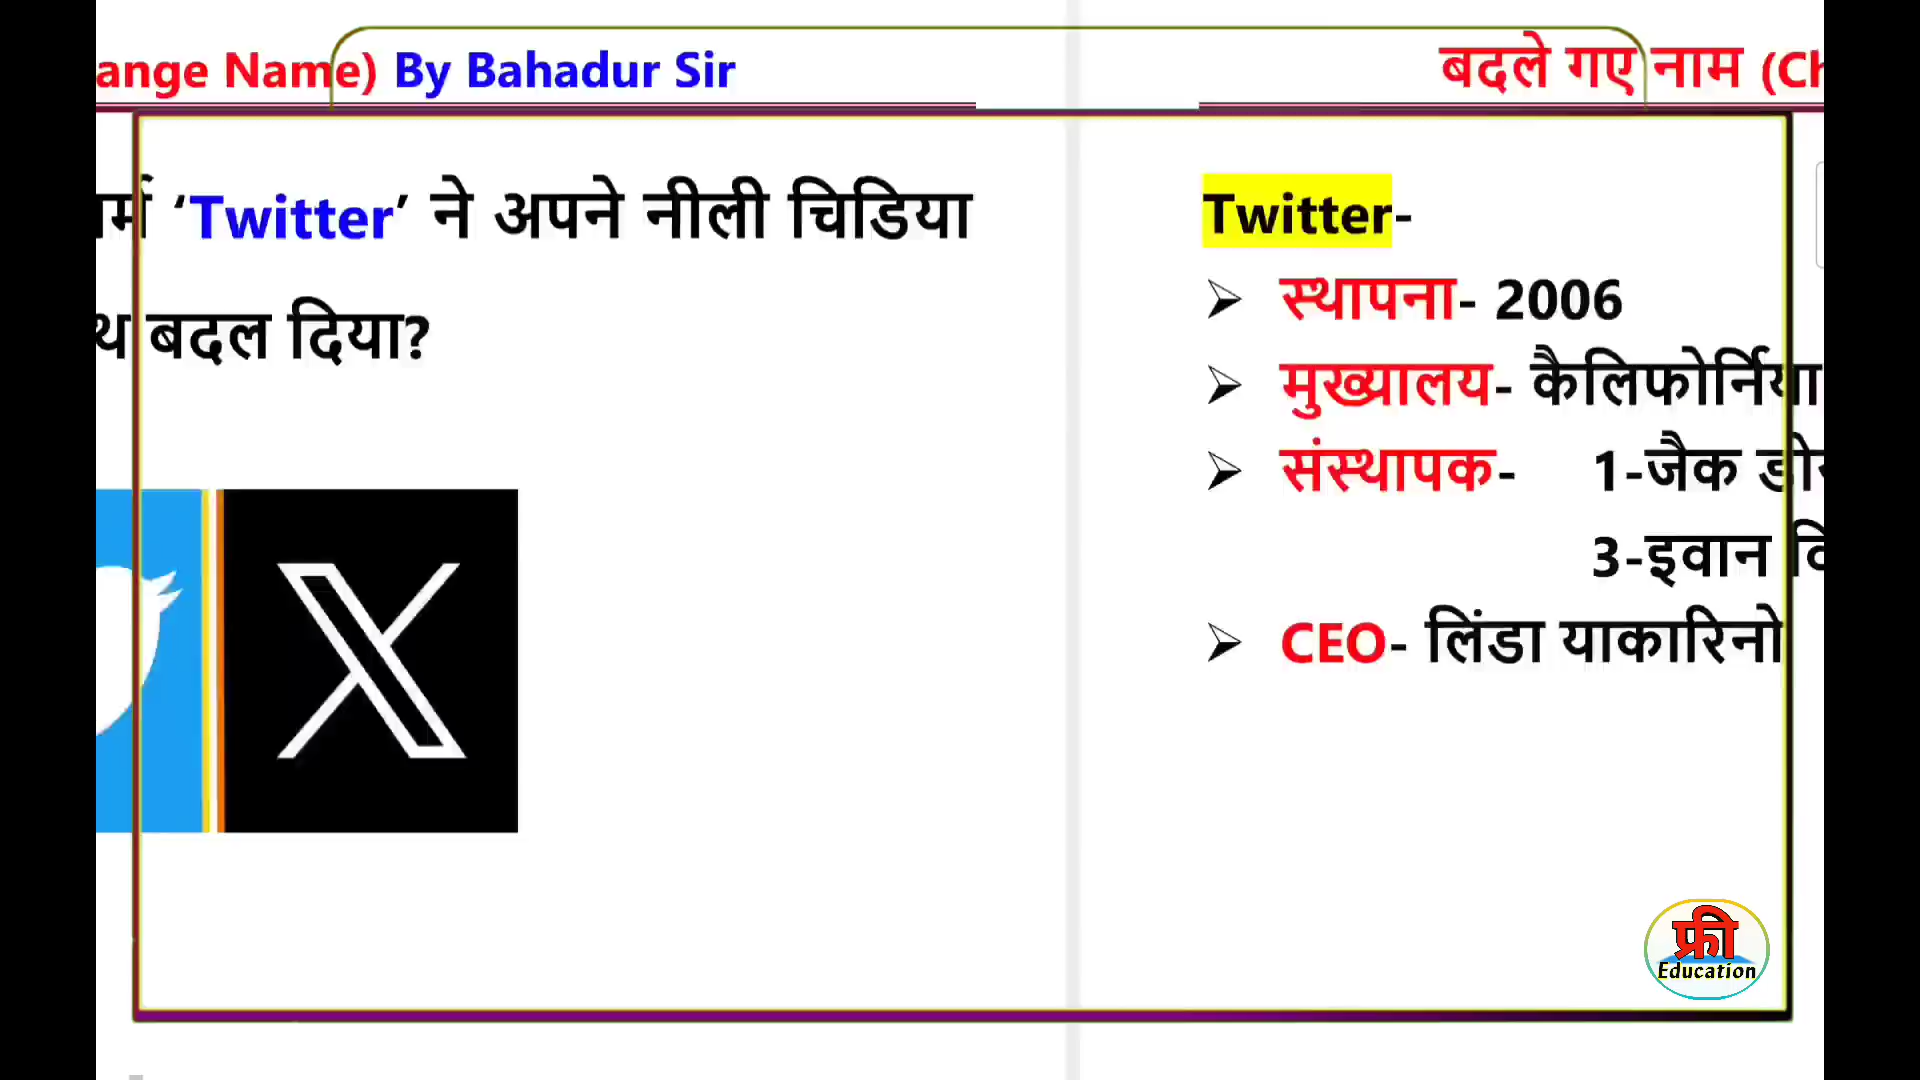 ange Name) By Bahadur Sir
बदले गए नाम (Ch
‘Twitter’ ने अपने नीली चिडिया
थ बदल दिया?
Twitter-
स्थापना- 2006
मुख्यालय- कैलिफोर्निया
संस्थापक- 1-जैक
3-इवान
CEO- लिंडा याकारिनो
फ्री
Education